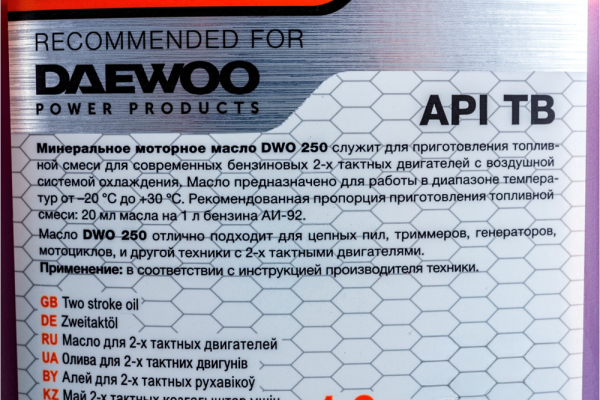 RECOMMENDED FOR
DAEWOO
POWER PRODUCTS
API TB
Минеральное моторное масло DWO 250 служит для приготовления топлив-
ной смеси для современных бензиновых 2-х тактных двигателей с воздушной
системой охлаждения. Масло предназначено для работы в диапазоне темпера-
тур от –20 °C до +30 °C. Рекомендованная пропорция приготовления топливной
смеси: 20 мл масла на 1 л бензина АИ-92.
Масло DWO 250 отлично подходит для цепных пил, триммеров, генераторов,
мотоциклов, и другой техники с 2-х тактными двигателями.
Применение: в соответствии с инструкцией производителя техники.
GB Two stroke oil
DE Zweitaktöl
RU Масло для 2-х тактных двигателей
UA Олива для 2-х тактних двигунів
BY Алей для 2-х тактных рухавікоў
KZ Май 2-х тактных